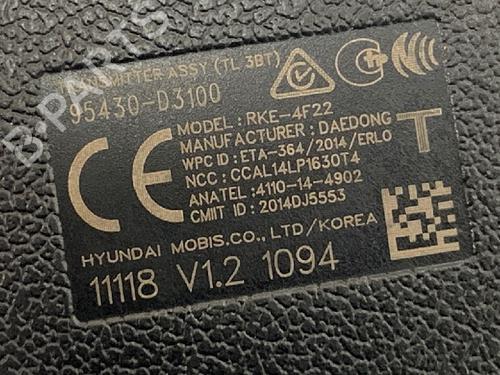 TRANSMITTER ASSY (TL 3BT)
95430-D3100
MODEL: RKE-4F22
MANUFACTURER: DAEDONG
WPC ID: ETA-364/2014/ERLO
NCC: CCAL14LP1630T4
ANATEL: 4110-14-4902
CMIIT ID: 2014DJ5553
T
CE
HYUNDAI MOBIS.CO., LTD/KOREA
11118 V1.2 1094
B-PARTS